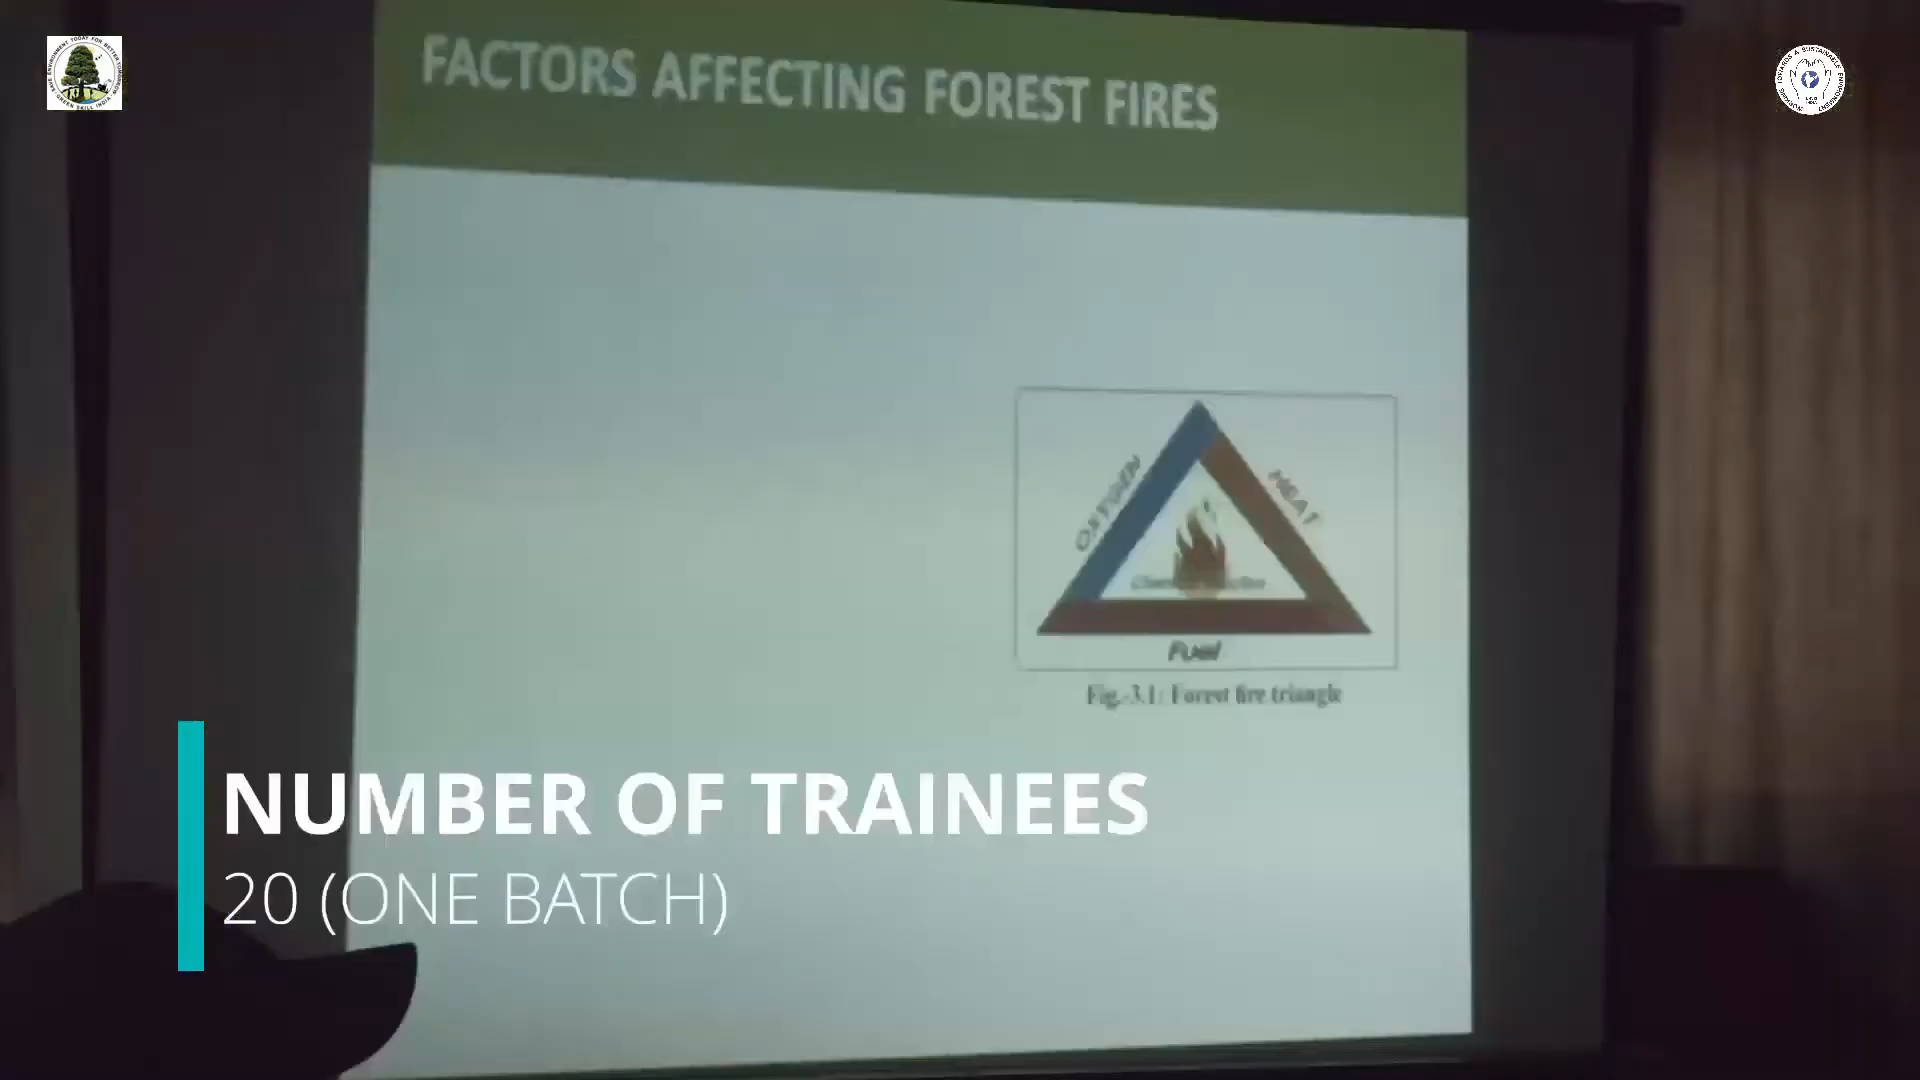 FACTORS AFFECTING FOREST FIRES
OXYGEN
HEAT
Fuel
Fig.-3.1: Forest fire triangle
NUMBER OF TRAINEES
20 (ONE BATCH)